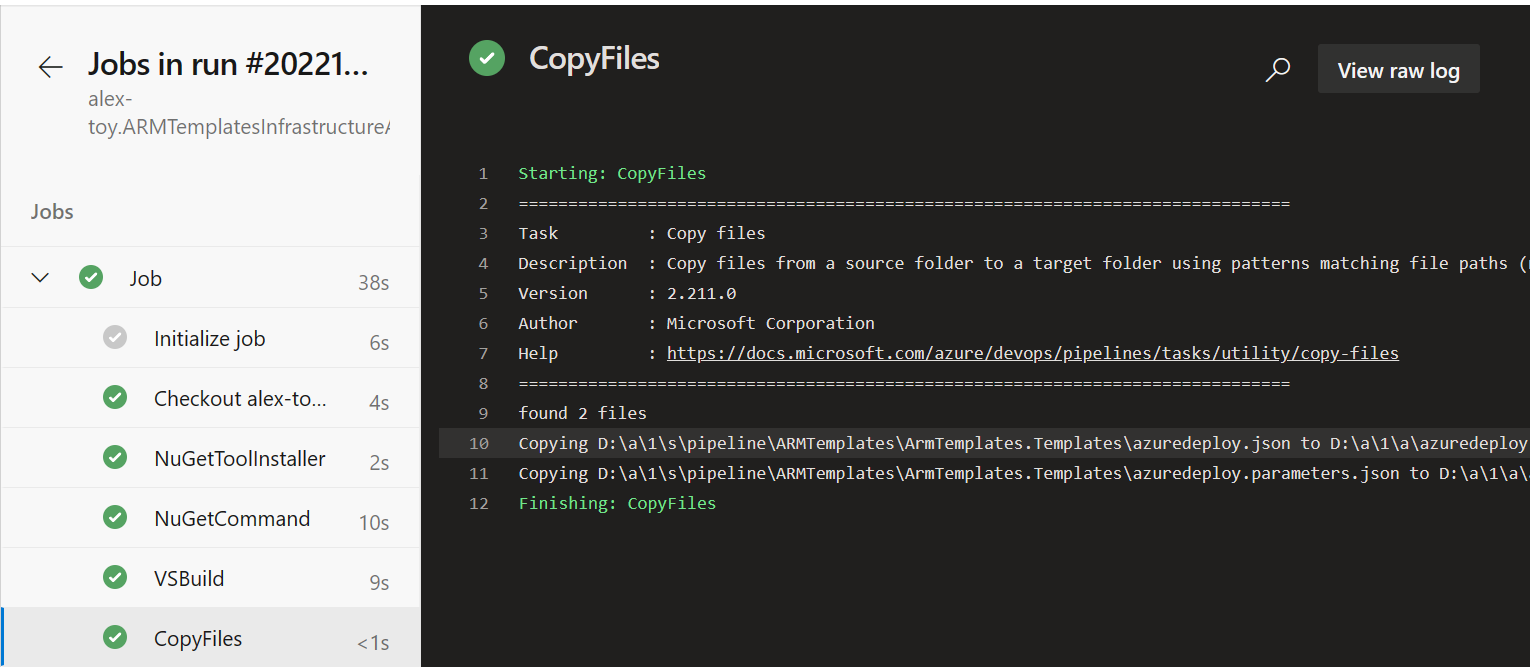 Jobs in run #20221...
alex-
toy.ARMTemplatesInfrastructure
Jobs
Job 38s
Initialize job 6s
Checkout alex-to... 4s
NuGetToolInstaller 2s
NuGetCommand 10s
VSBuild 9s
CopyFiles <1s
CopyFiles
View raw log
1 Starting: CopyFiles
2 ==============================================================================
3 Task : Copy files
4 Description : Copy files from a source folder to a target folder using patterns matching file paths (
5 Version : 2.211.0
6 Author : Microsoft Corporation
7 Help : https://docs.microsoft.com/azure/devops/pipelines/tasks/utility/copy-files
8 ==============================================================================
9 found 2 files
10 Copying D:\a\1\s\pipeline\ARMTemplates\ArmTemplates.Templates\azuredeploy.json to D:\a\1\a\azuredeploy
11 Copying D:\a\1\s\pipeline\ARMTemplates\ArmTemplates.Templates\azuredeploy.parameters.json to D:\a\1\a\
12 Finishing: CopyFiles